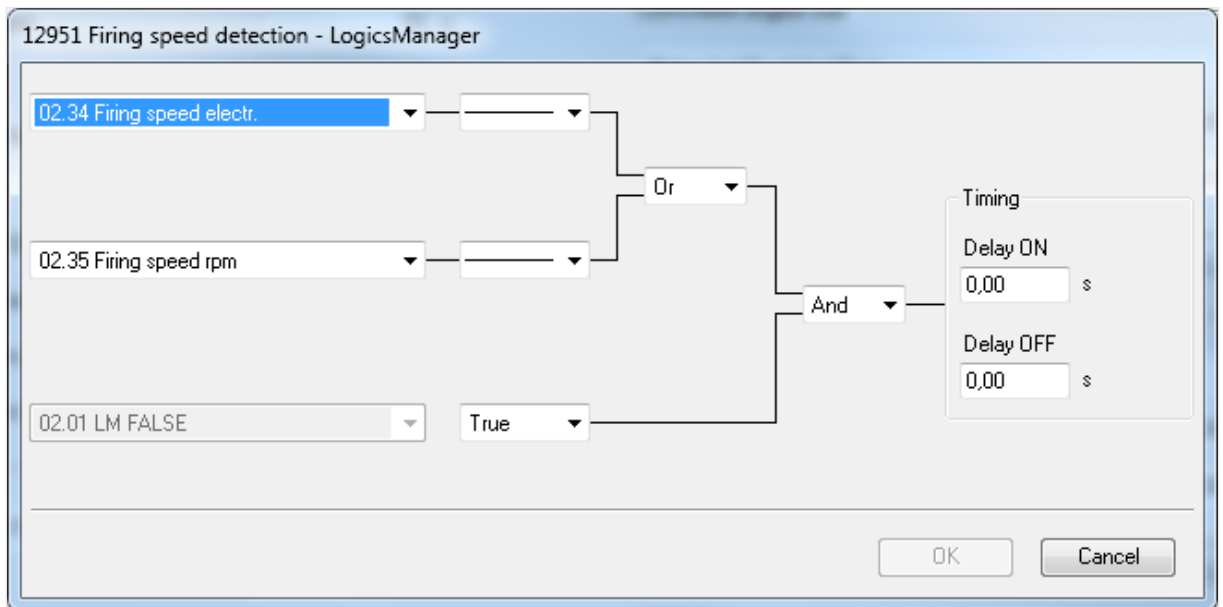 12951 Firing speed detection - LogicsManager
02.34 Firing speed electr.
Or
Timing
Delay ON
02.35 Firing speed rpm
0,00 s
And
Delay OFF
0,00 s
02.01 LM FALSE
True
OK
Cancel